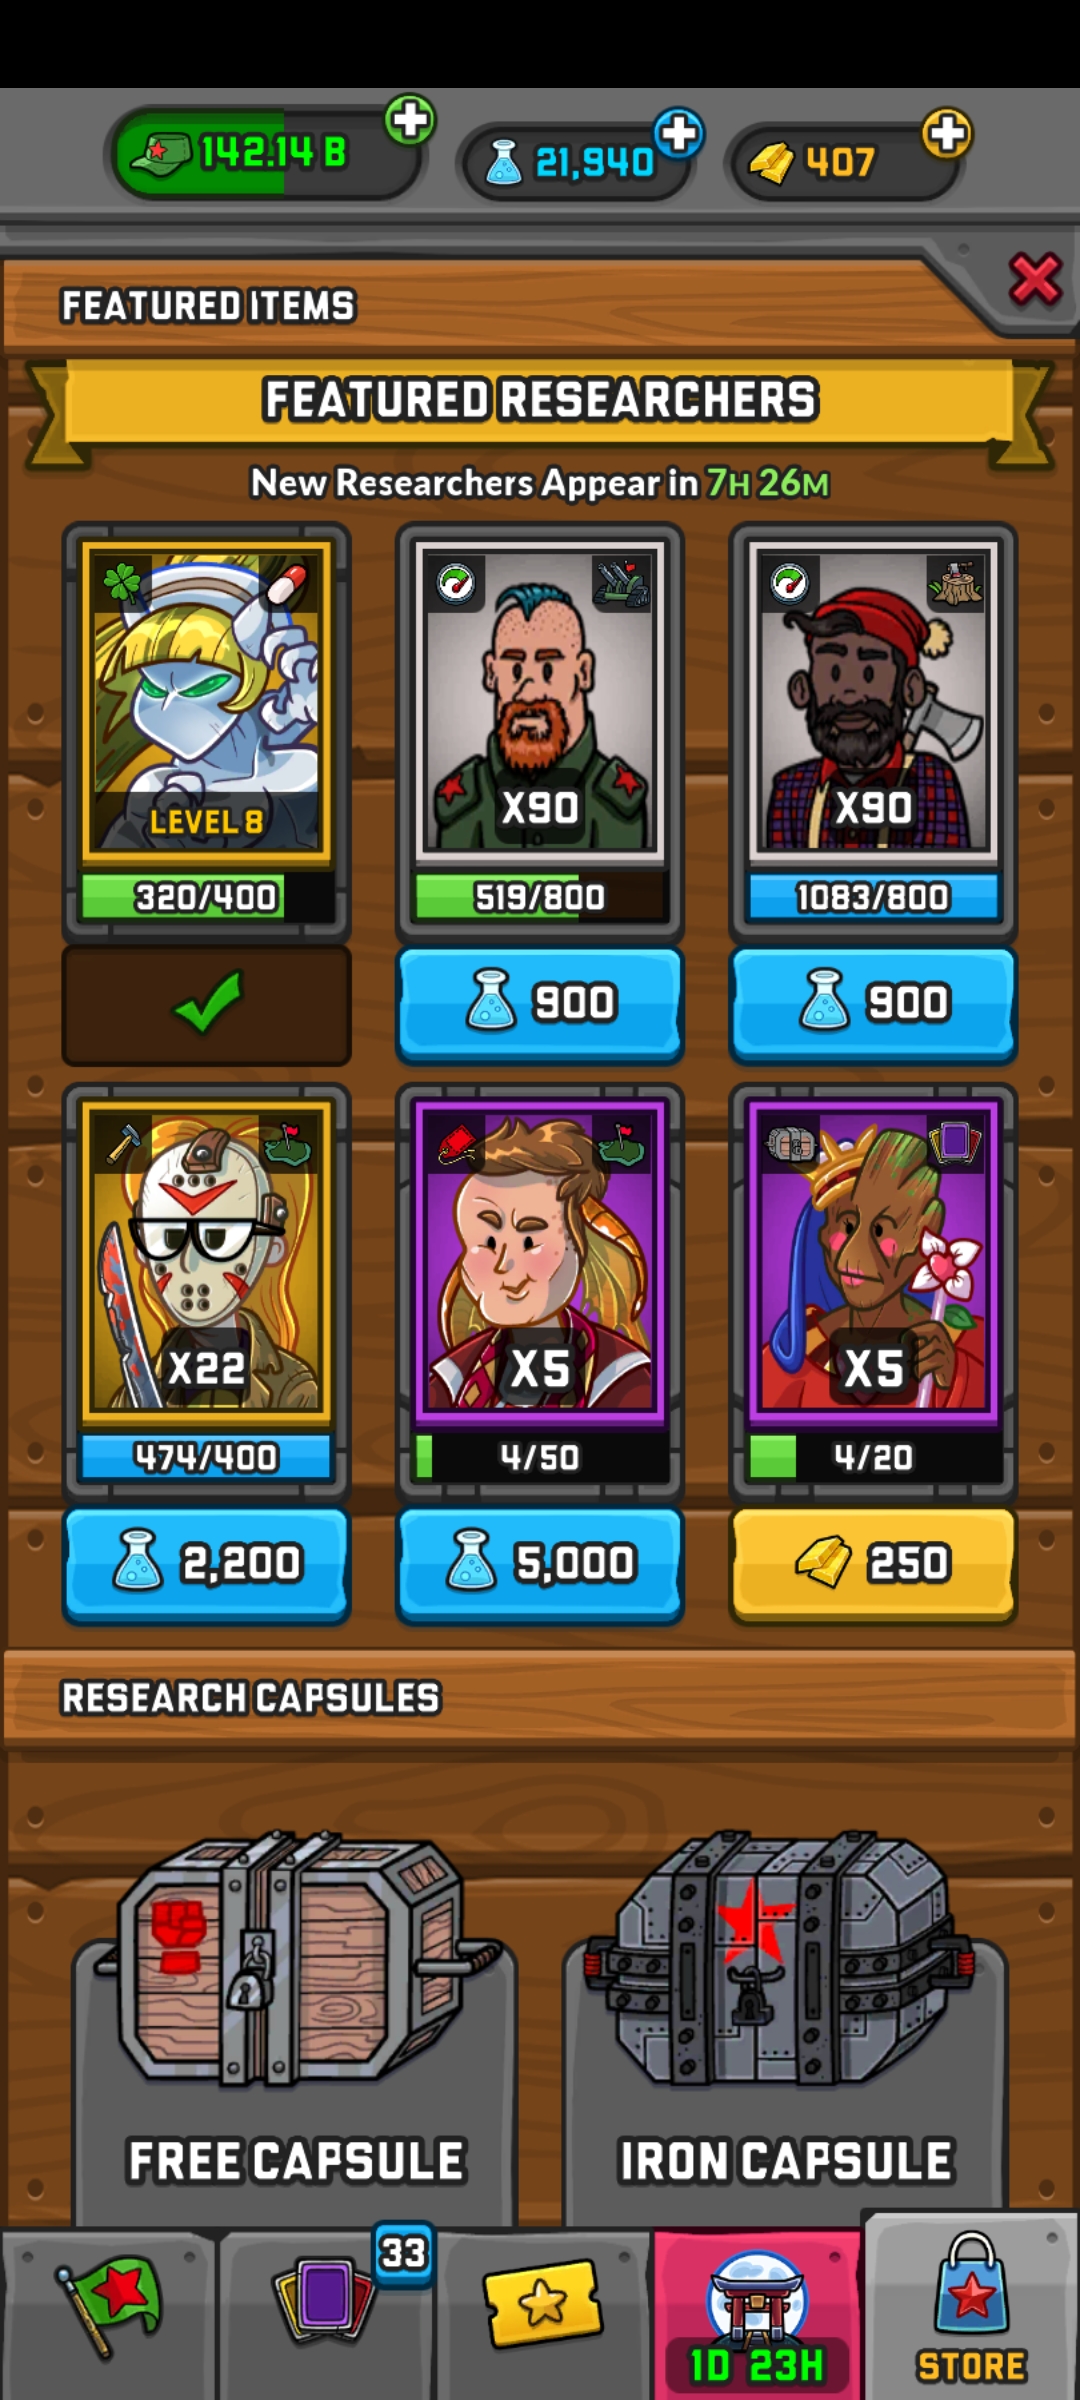 142.14 B
21,940
407
FEATURED ITEMS
FEATURED RESEARCHERS
New Researchers Appear in 7H 26M
LEVEL 8
X90
X90
320/400
519/800
1083/800
900
900
X22
X5
X5
474/400
4/50
4/20
2,200
5,000
250
RESEARCH CAPSULES
FREE CAPSULE
IRON CAPSULE
33
1D 23H
STORE